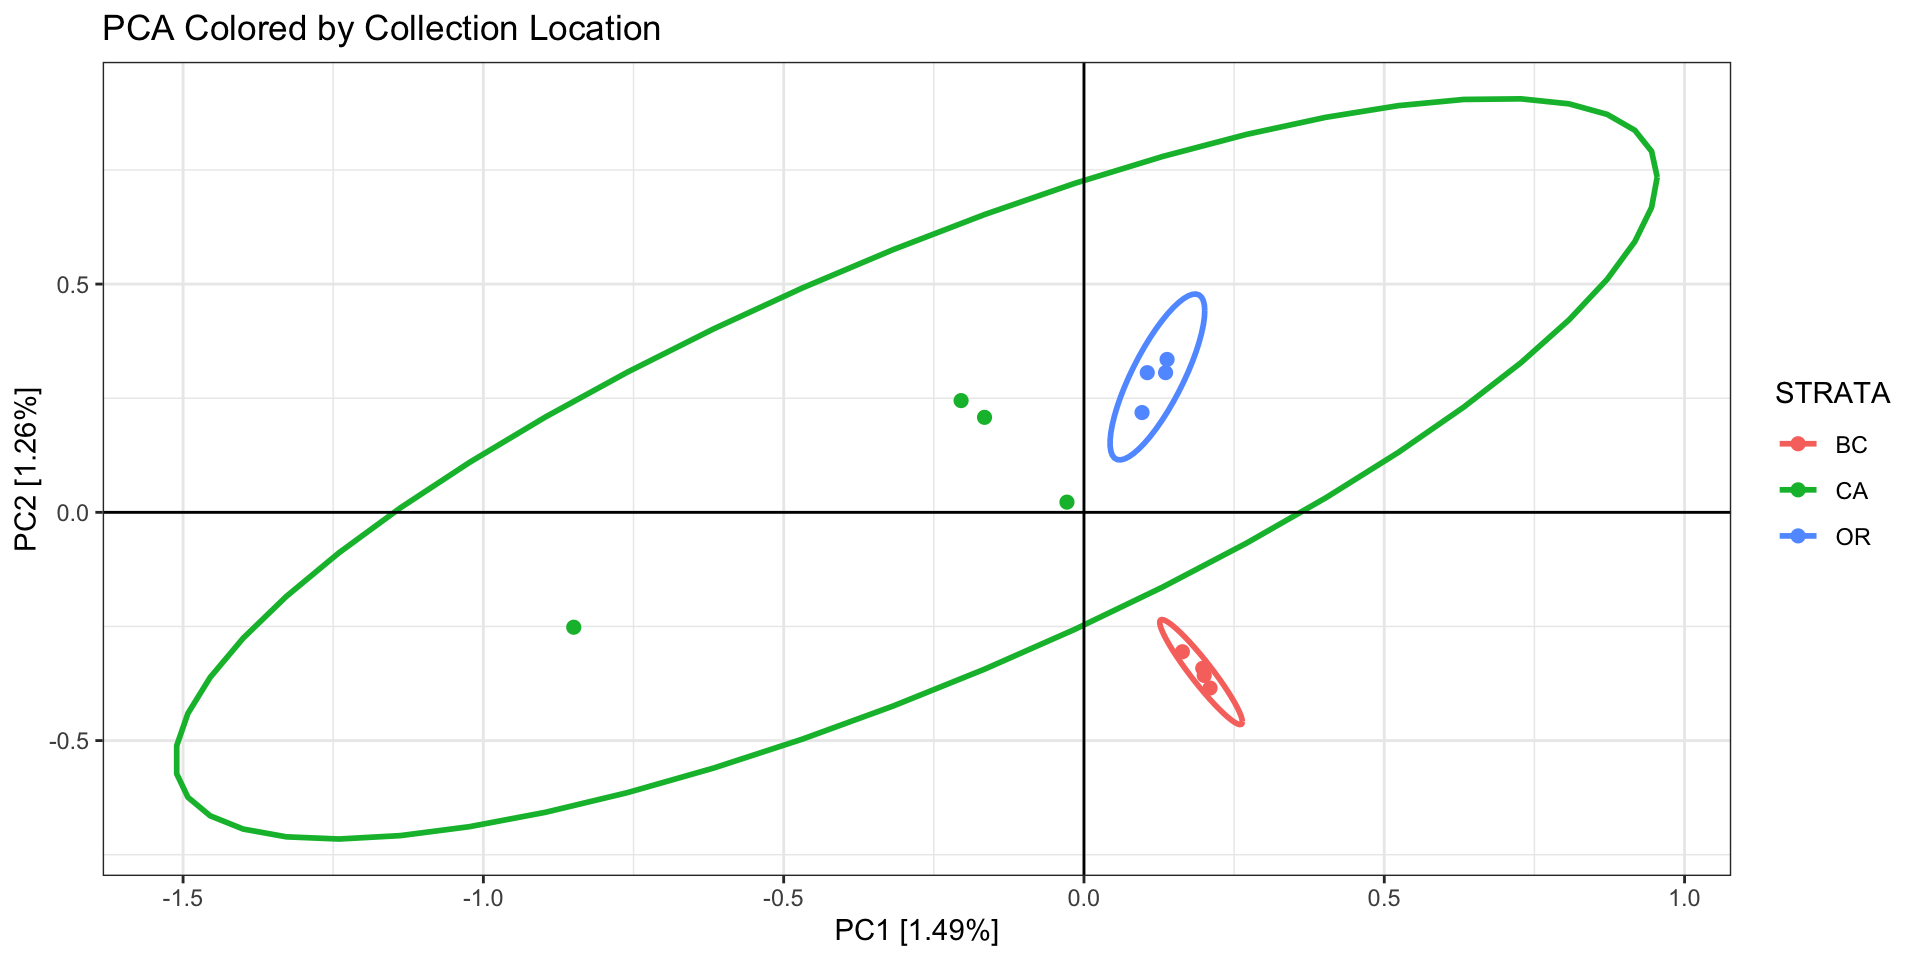 PCA Colored by Collection Location
PC2 [1.26%]
0.5
0.0
-0.5
-1.5
-1.0
-0.5
0.0
0.5
1.0
PC1 [1.49%]
STRATA
BC
CA
OR